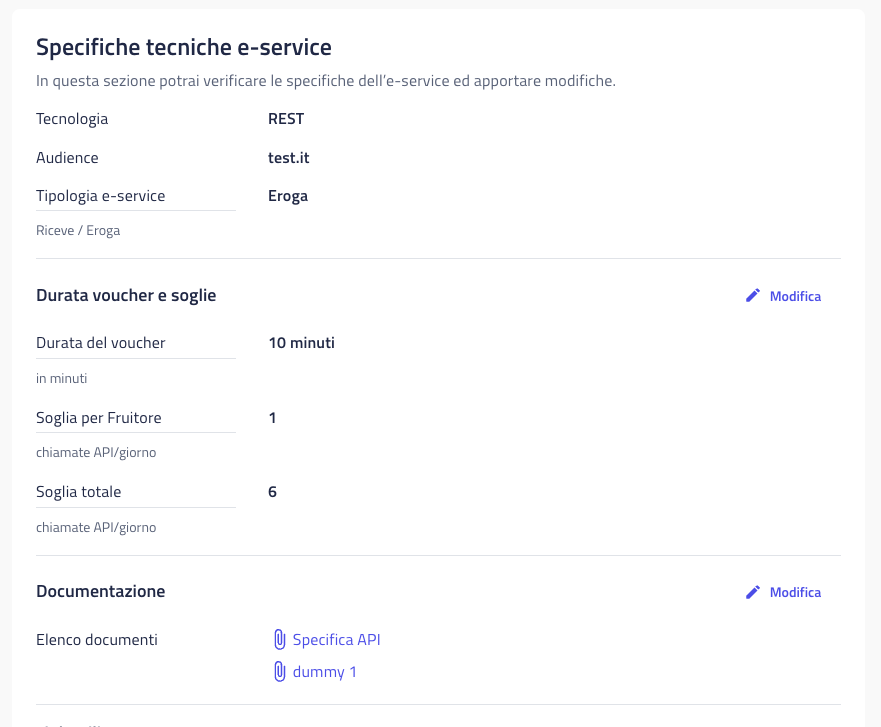 Specifiche tecniche e-service
In questa sezione potrai verificare le specifiche dell'e-service ed apportare modifiche.
Tecnologia REST
Audience test.it
Tipologia e-service Eroga
Riceve / Eroga
Durata voucher e soglie Modifica
Durata del voucher 10 minuti
in minuti
Soglia per Fruitore 1
chiamate API/giorno
Soglia totale 6
chiamate API/giorno
Documentazione Modifica
Elenco documenti Specifica API
dummy 1